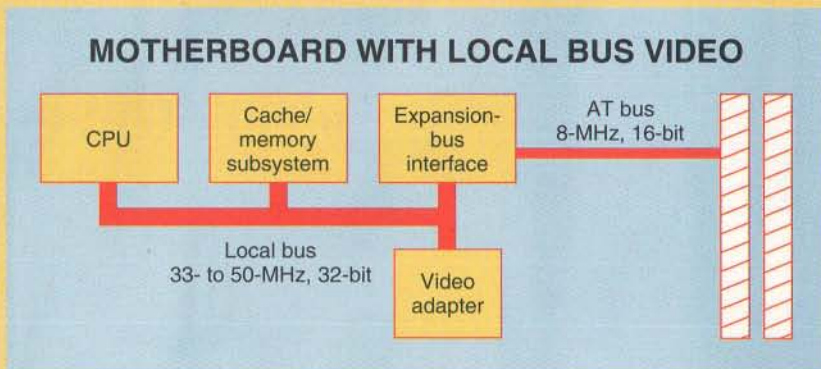 MOTHERBOARD WITH LOCAL BUS VIDEO
CPU
Cache/
memory
subsystem
Expansion-
bus
interface
AT bus
8-MHz, 16-bit
Local bus
33- to 50-MHz, 32-bit
Video
adapter